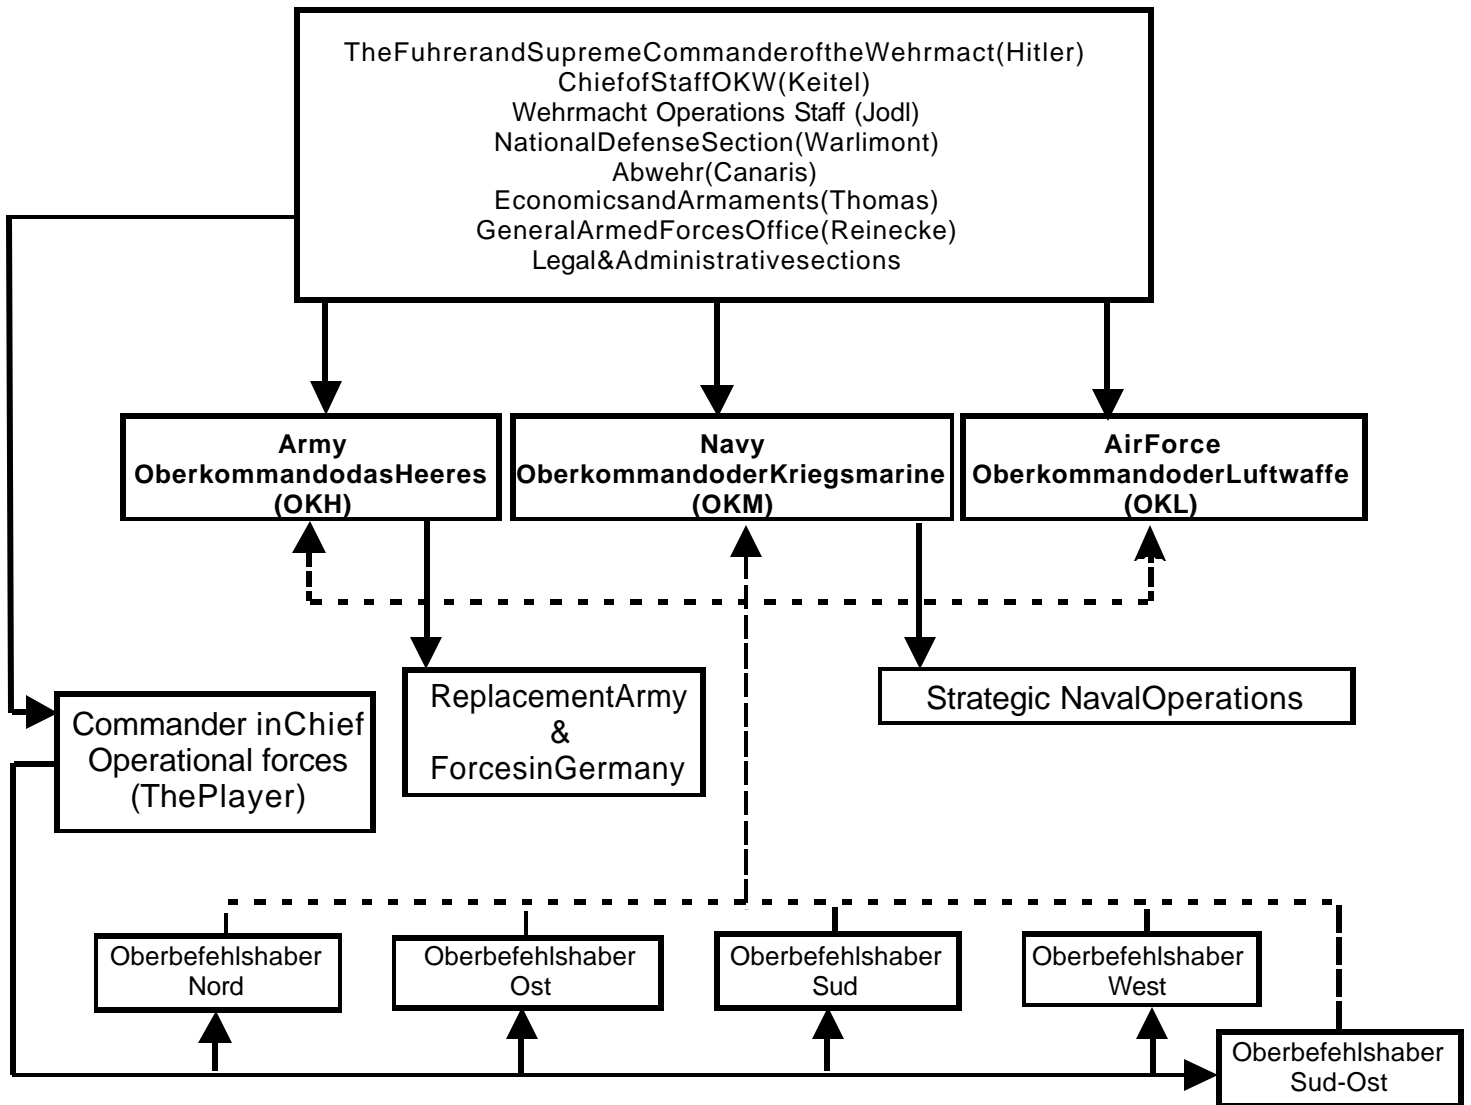 TheFuhrerandSupremeCommanderoftheWehrmact(Hitler)
ChiefofStaffOKW(Keitel)
Wehrmacht Operations Staff (Jodl)
NationalDefenseSection(Warlimont)
Abwehr(Canaris)
EconomicsandArmaments(Thomas)
GeneralArmedForcesOffice(Reinecke)
Legal&Administrativesections
Army
OberkommandodasHeeres
(OKH)
Navy
OberkommandoderKriegsmarine
(OKM)
AirForce
OberkommandoderLuftwaffe
(OKL)
Commander inChief
Operational forces
(ThePlayer)
ReplacementArmy
&
ForcesinGermany
Strategic NavalOperations
Oberbefehlshaber
Nord
Oberbefehlshaber
Ost
Oberbefehlshaber
Sud
Oberbefehlshaber
West
Oberbefehlshaber
Sud-Ost